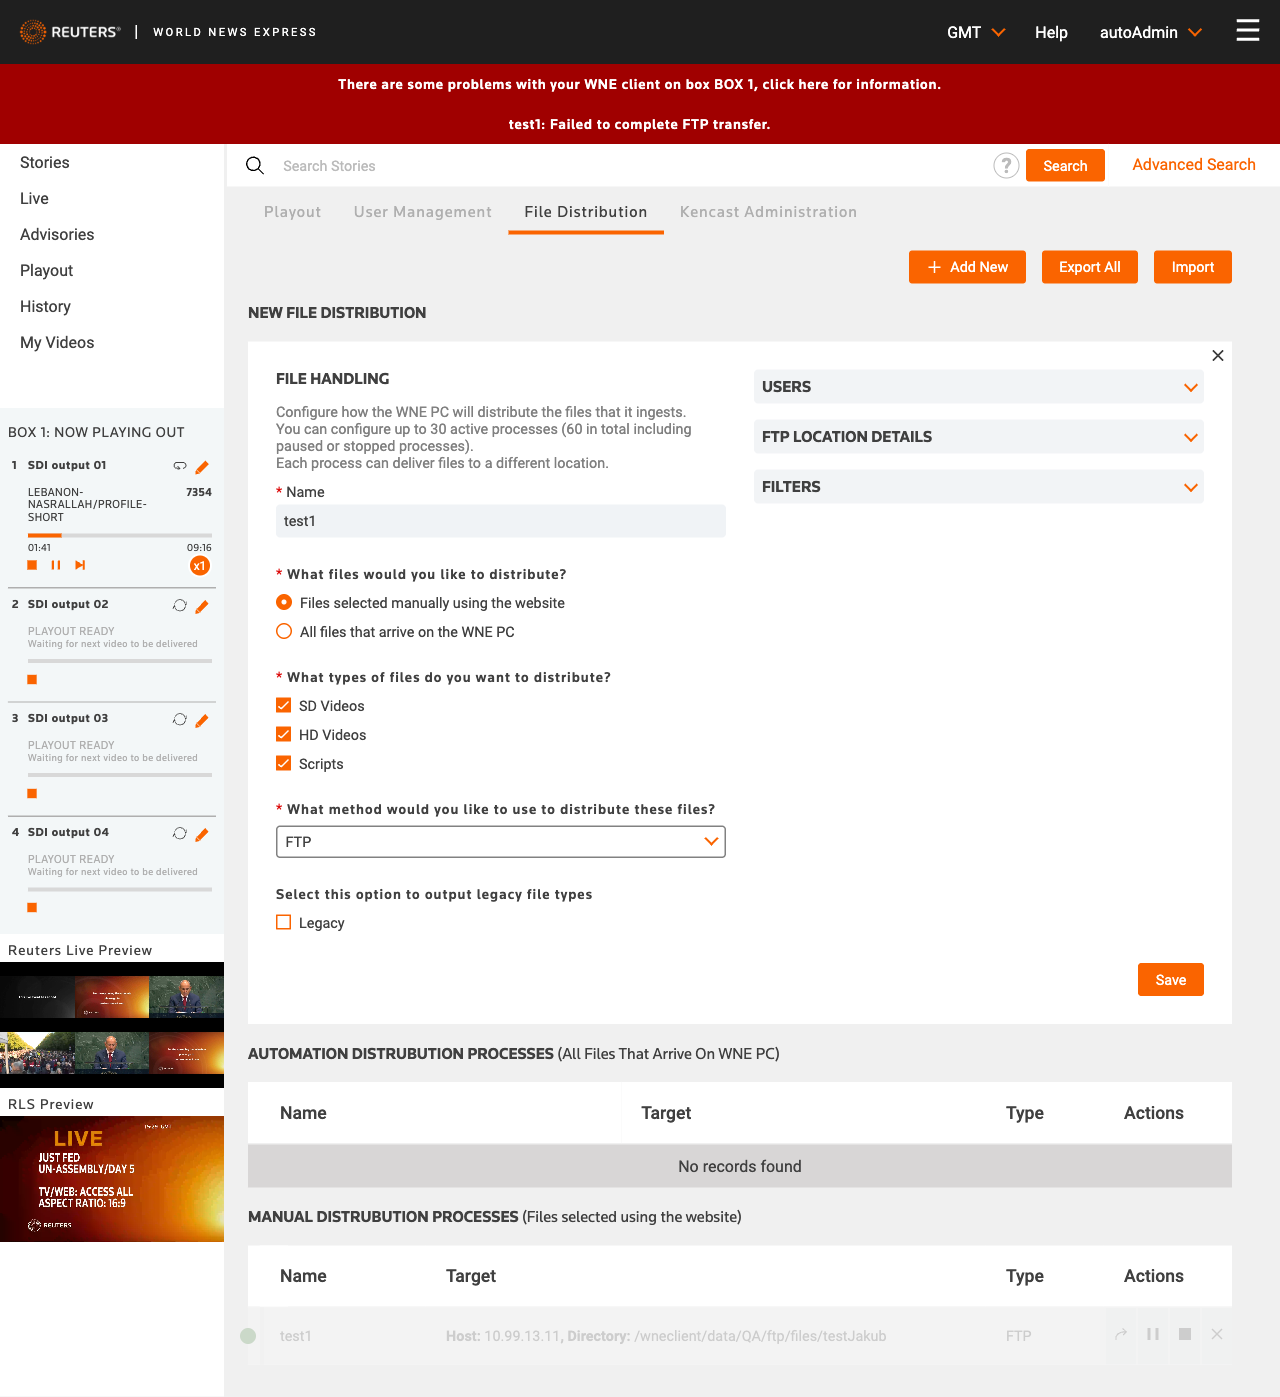 REUTERS® | WORLD NEWS EXPRESS
GMT
Help
autoAdmin
There are some problems with your WNE client on box BOX 1, click here for information.
test1: Failed to complete FTP transfer.
Stories
Live
Advisories
Playout
History
My Videos
Search Stories
?
Search
Advanced Search
Playout
User Management
File Distribution
Kencast Administration
Add New
Export All
Import
NEW FILE DISTRIBUTION
FILE HANDLING
Configure how the WNE PC will distribute the files that it ingests.
You can configure up to 30 active processes (60 in total including
paused or stopped processes).
Each process can deliver files to a different location.
* Name
test1
* What files would you like to distribute?
Files selected manually using the website
All files that arrive on the WNE PC
* What types of files do you want to distribute?
SD Videos
HD Videos
Scripts
* What method would you like to use to distribute these files?
FTP
Select this option to output legacy file types
Legacy
USERS
FTP LOCATION DETAILS
FILTERS
Save
BOX 1: NOW PLAYING OUT
1 SDI output 01
LEBANON-
NASRALLAH/PROFILE-
SHORT
7354
01:41
09:16
x1
2 SDI output 02
PLAYOUT READY
Waiting for next video to be delivered
3 SDI output 03
PLAYOUT READY
Waiting for next video to be delivered
4 SDI output 04
PLAYOUT READY
Waiting for next video to be delivered
Reuters Live Preview
RLS Preview
LIVE
JUST FED
UN-ASSEMBLY/DAY 5
TV/WEB: ACCESS ALL
ASPECT RATIO: 16:9
REUTERS
AUTOMATION DISTRUBUTION PROCESSES (All Files That Arrive On WNE PC)
Name Target Type Actions
No records found
MANUAL DISTRUBUTION PROCESSES (Files selected using the website)
Name Target Type Actions
test1 Host: 10.99.13.11, Directory: /wneclient/data/QA/ftp/files/testJakub FTP